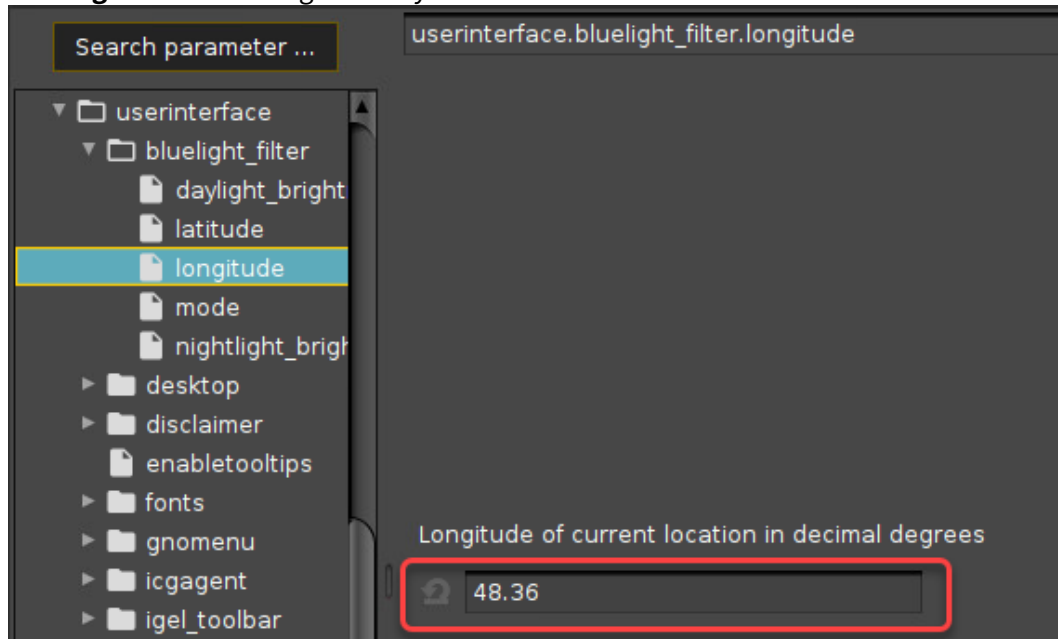 Search parameter ...
userinterface.bluelight_filter.longitude
userinterface
bluelight_filter
daylight_bright
latitude
longitude
mode
nightlight_brigh
desktop
disclaimer
enabletooltips
fonts
gnomenu
icgagent
igel_toolbar
Longitude of current location in decimal degrees
48.36